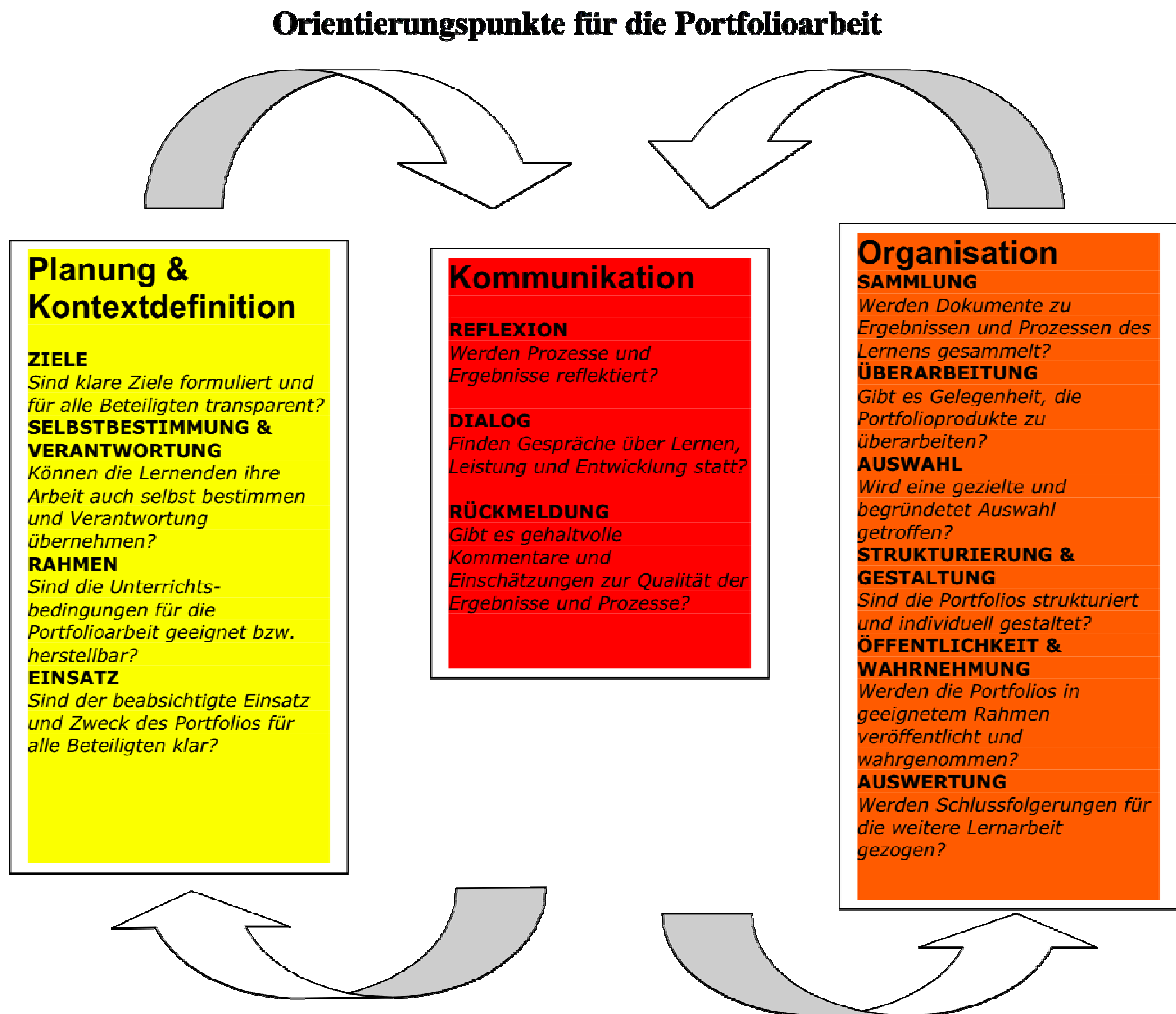 Orientierungspunkte für die Portfolioarbeit
Planung &
Kontextdefinition
ZIELE
Sind klare Ziele formuliert und
für alle Beteiligten transparent?
SELBSTBESTIMMUNG &
VERANTWORTUNG
Können die Lernenden ihre
Arbeit auch selbst bestimmen
und Verantwortung
übernehmen?
RAHMEN
Sind die Unterrichts-
bedingungen für die
Portfolioarbeit geeignet bzw.
herstellbar?
EINSATZ
Sind der beabsichtigte Einsatz
und Zweck des Portfolios für
alle Beteiligten klar?
Kommunikation
REFLEXION
Werden Prozesse und
Ergebnisse reflektiert?
DIALOG
Finden Gespräche über Lernen,
Leistung und Entwicklung statt?
RÜCKMELDUNG
Gibt es gehaltvolle
Kommentare und
Einschätzungen zur Qualität der
Ergebnisse und Prozesse?
Organisation
SAMMLUNG
Werden Dokumente zu
Ergebnissen und Prozessen des
Lernens gesammelt?
ÜBERARBEITUNG
Gibt es Gelegenheit, die
Portfolioprodukte zu
überarbeiten?
AUSWAHL
Wird eine gezielte und
begründetet Auswahl
getroffen?
STRUKTURIERUNG &
GESTALTUNG
Sind die Portfolios strukturiert
und individuell gestaltet?
ÖFFENTLICHKEIT &
WAHRNEHMUNG
Werden die Portfolios in
geeignetem Rahmen
veröffentlicht und
wahrgenommen?
AUSWERTUNG
Werden Schlussfolgerungen für
die weitere Lernarbeit
gezogen?